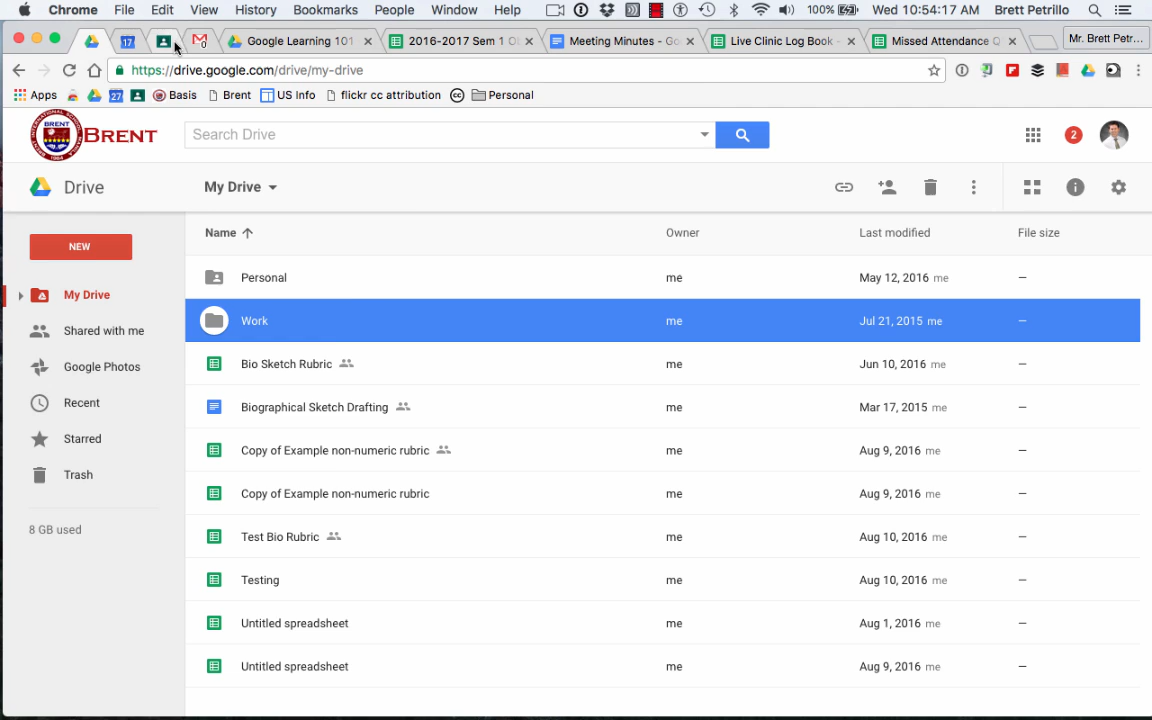 Chrome File Edit View History Bookmarks People Window Help 100% Wed 10:54:17 AM Brett Petrillo
17 Google Learning 101 2016-2017 Sem 1 Meeting Minutes - Go Live Clinic Log Book - Missed Attendance Q Mr. Brett Petr...
https://drive.google.com/drive/my-drive
Apps 27 Basis Brent US Info flickr cc attribution cc Personal
BRENT Search Drive 2
Drive My Drive
NEW
Name Owner Last modified File size
My Drive
Shared with me
Google Photos
Recent
Starred
Trash
8 GB used
Personal me May 12, 2016 me —
Work me Jul 21, 2015 me —
Bio Sketch Rubric me Jun 10, 2016 me —
Biographical Sketch Drafting me Mar 17, 2015 me —
Copy of Example non-numeric rubric me Aug 9, 2016 me —
Copy of Example non-numeric rubric me Aug 9, 2016 me —
Test Bio Rubric me Aug 10, 2016 me —
Testing me Aug 10, 2016 me —
Untitled spreadsheet me Aug 1, 2016 me —
Untitled spreadsheet me Aug 9, 2016 me —